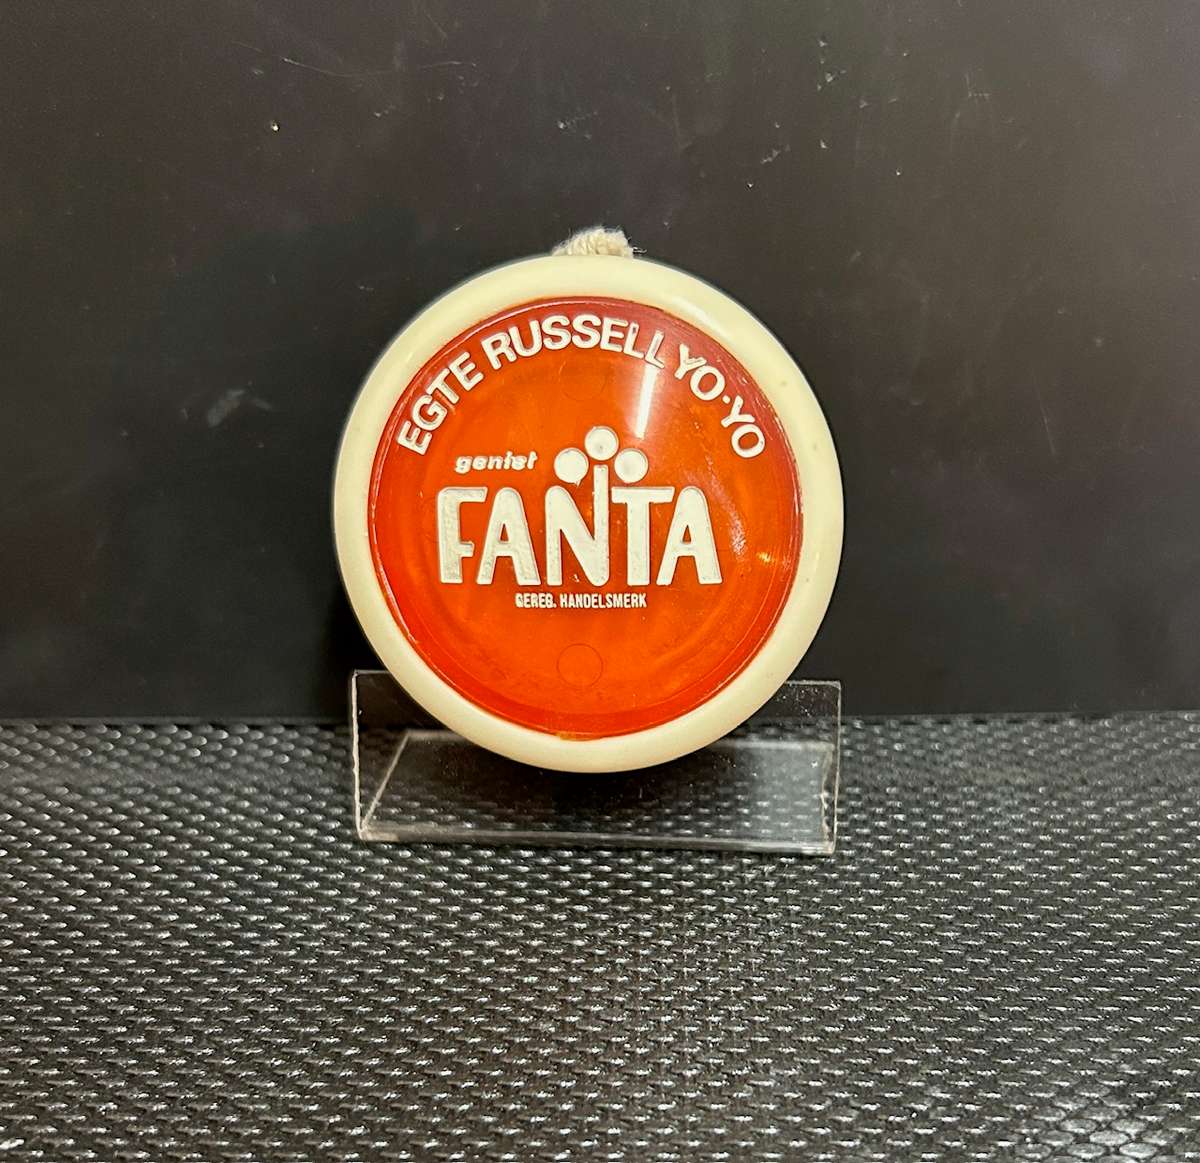 EGTE RUSSELL YO-YO
geniet
FANTA
GEREG. HANDELSMERK